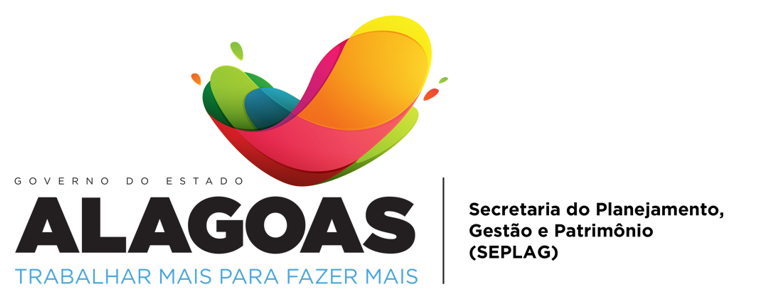 GOVERNO DO ESTADO
ALAGOAS
TRABALHAR MAIS PARA FAZER MAIS
Secretaria do Planejamento,
Gestão e Patrimônio
(SEPLAG)